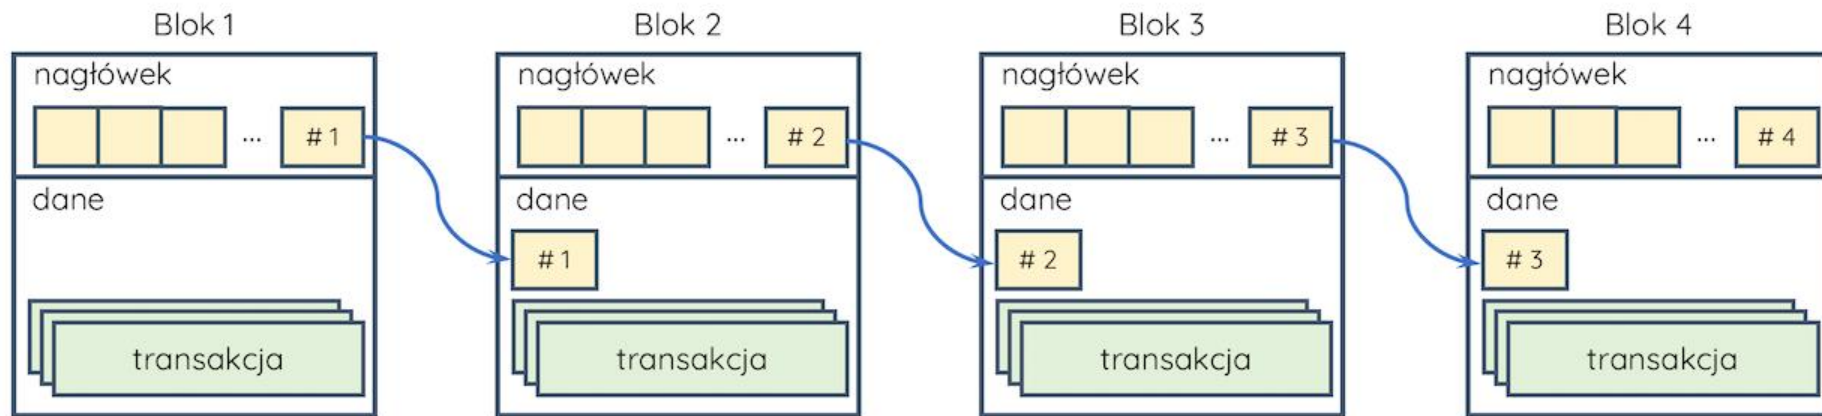 Blok 1
nagłówek
... # 1
dane
transakcja
Blok 2
nagłówek
... # 2
dane
# 1
transakcja
Blok 3
nagłówek
... # 3
dane
# 2
transakcja
Blok 4
nagłówek
... # 4
dane
# 3
transakcja